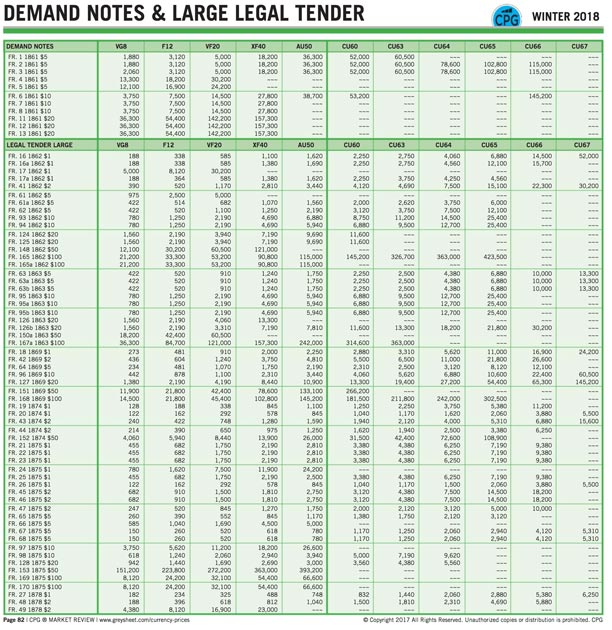 DEMAND NOTES & LARGE LEGAL TENDER CPG WINTER 2018
DEMAND NOTES VG8 F12 VF20 XF40 AU50 CU60 CU63 CU64 CU65 CU66 CU67
FR. 1 1861 $5 1,880 3,120 5,000 18,200 36,300 52,000 60,500 --- --- --- ---
FR. 2 1861 $5 1,880 3,120 5,000 18,200 36,300 52,000 60,500 78,600 102,800 115,000 ---
FR. 3 1861 $5 2,060 3,120 5,000 18,200 36,300 52,000 60,500 78,600 102,800 115,000 ---
FR. 4 1861 $5 13,300 18,200 30,200 --- --- --- --- --- --- --- ---
FR. 5 1861 $5 12,100 16,900 24,200 --- --- --- --- --- --- --- ---
FR. 6 1861 $10 3,750 7,500 14,500 27,800 38,700 53,200 --- --- --- 145,200 ---
FR. 7 1861 $10 3,750 7,500 14,500 27,800 --- --- --- --- --- --- ---
FR. 8 1861 $10 3,750 7,500 14,500 27,800 --- --- --- --- --- --- ---
FR. 11 1861 $20 36,300 54,400 142,200 157,300 --- --- --- --- --- --- ---
FR. 12 1861 $20 36,300 54,400 142,200 157,300 --- --- --- --- --- --- ---
FR. 13 1861 $20 36,300 54,400 142,200 157,300 --- --- --- --- --- --- ---
LEGAL TENDER LARGE VG8 F12 VF20 XF40 AU50 CU60 CU63 CU64 CU65 CU66 CU67
FR. 16 1862 $1 188 338 585 1,100 1,620 2,250 2,750 4,060 6,880 14,500 52,000
FR. 16a 1862 $1 188 338 585 1,380 1,690 2,250 2,750 4,560 12,100 15,700 ---
FR. 17 1862 $1 5,000 8,120 30,200 --- --- --- --- --- --- --- ---
FR. 17a 1862 $1 188 364 585 1,380 1,620 2,250 3,750 4,250 4,560 --- ---
FR. 41 1862 $2 390 520 1,170 2,810 3,440 4,120 4,690 7,500 15,100 22,300 30,200
FR. 61 1862 $5 975 2,500 5,000 --- --- --- --- --- --- --- ---
FR. 61a 1862 $5 422 514 682 1,070 1,560 2,000 2,620 3,750 6,000 --- ---
FR. 62 1862 $5 422 520 1,100 1,250 2,190 3,120 3,750 7,500 12,100 --- ---
FR. 93 1862 $10 780 1,250 2,190 4,690 6,880 8,750 11,200 14,500 25,400 --- ---
FR. 94 1862 $10 780 1,250 2,190 4,690 5,940 6,880 9,500 12,700 25,400 --- ---
FR. 124 1862 $20 1,560 2,190 3,940 7,190 9,690 11,600 --- --- --- --- ---
FR. 125 1862 $20 1,560 2,190 3,940 7,190 9,690 11,600 --- --- --- --- ---
FR. 148 1862 $50 12,100 30,200 60,500 121,000 --- --- --- --- --- --- ---
FR. 165 1862 $100 21,200 33,300 53,200 90,800 115,000 145,200 326,700 363,000 423,500 --- ---
FR. 165a 1862 $100 21,200 33,300 53,200 90,800 115,000 --- --- --- --- --- ---
FR. 63 1863 $5 422 520 910 1,240 1,750 2,250 2,500 4,380 6,880 10,000 13,300
FR. 63a 1863 $5 422 520 910 1,240 1,750 2,250 2,500 4,380 6,880 10,000 13,300
FR. 63b 1863 $5 422 520 910 1,240 1,750 2,250 2,500 4,380 6,880 10,000 13,300
FR. 95 1863 $10 780 1,250 2,190 4,690 5,940 6,880 9,500 12,700 25,400 --- ---
FR. 95a 1863 $10 780 1,250 2,190 4,690 5,940 6,880 9,500 12,700 25,400 --- ---
FR. 95b 1863 $10 780 1,250 2,190 4,690 5,940 6,880 9,500 12,700 25,400 --- ---
FR. 126 1863 $20 1,560 2,190 4,060 13,300 --- --- --- --- --- --- ---
FR. 126b 1863 $20 1,560 2,190 3,310 7,190 7,810 11,600 13,300 18,200 21,800 30,200 ---
FR. 150a 1863 $50 18,200 42,400 60,500 --- --- --- --- --- --- --- ---
FR. 167a 1863 $100 36,300 84,700 121,000 157,300 242,000 314,600 363,000 --- --- --- ---
FR. 18 1869 $1 273 481 910 2,000 2,250 2,880 3,310 5,620 11,000 16,900 24,200
FR. 42 1869 $2 436 604 1,240 3,750 4,810 5,500 6,500 11,000 21,800 26,600 ---
FR. 64 1869 $5 234 481 1,070 1,750 2,190 2,310 2,500 3,120 8,120 12,100 ---
FR. 96 1869 $10 442 878 1,100 2,310 3,440 4,060 5,620 6,880 10,600 22,400 60,500
FR. 127 1869 $20 1,380 2,190 4,190 8,440 10,900 13,300 19,400 27,200 54,400 65,300 145,200
FR. 151 1869 $50 11,900 21,800 42,400 78,600 133,100 266,200 --- --- --- --- ---
FR. 168 1869 $100 14,500 21,800 45,400 102,800 145,200 181,500 211,800 242,000 302,500 --- ---
FR. 19 1874 $1 128 188 338 845 1,100 1,250 2,250 3,750 5,380 11,200 ---
FR. 20 1874 $1 122 162 292 578 845 1,040 1,170 1,620 2,060 3,880 5,500
FR. 43 1874 $2 240 422 748 1,280 1,590 1,940 2,120 4,000 5,310 6,880 15,600
FR. 44 1874 $2 214 390 650 975 1,250 1,620 1,940 2,500 3,380 6,250 ---
FR. 152 1874 $50 4,060 5,940 8,440 13,900 26,000 31,500 42,400 72,600 108,900 --- ---
FR. 21 1875 $1 455 682 1,750 2,190 2,810 3,380 4,380 6,250 7,190 9,380 ---
FR. 22 1875 $1 455 682 1,750 2,190 2,810 3,380 4,380 6,250 7,190 9,380 ---
FR. 23 1875 $1 455 682 1,750 2,190 2,810 3,380 4,380 6,250 7,190 9,380 ---
FR. 24 1875 $1 780 1,620 7,500 11,900 24,200 --- --- --- --- --- ---
FR. 25 1875 $1 455 682 1,750 2,190 2,500 3,380 4,380 6,250 7,190 9,380 ---
FR. 26 1875 $1 122 162 292 578 845 1,040 1,170 1,500 2,060 3,880 5,500
FR. 45 1875 $2 682 910 1,500 1,810 2,750 3,120 4,380 7,500 14,500 18,200 ---
FR. 46 1875 $2 682 910 1,500 1,810 2,750 3,120 4,380 7,500 14,500 18,200 ---
FR. 47 1875 $2 247 520 845 1,270 1,750 2,000 2,120 3,120 5,000 10,000 ---
FR. 65 1875 $5 260 390 552 845 1,170 1,380 1,750 2,120 3,120 --- ---
FR. 66 1875 $5 585 1,040 1,690 4,500 5,000 --- --- --- --- --- ---
FR. 67 1875 $5 150 260 520 618 780 1,170 1,250 2,060 2,940 4,120 5,310
FR. 68 1875 $5 150 260 520 618 780 1,170 1,250 2,060 2,940 4,120 5,310
FR. 97 1875 $10 3,750 5,620 11,200 18,200 26,600 --- --- --- --- --- ---
FR. 98 1875 $10 618 1,240 2,060 2,940 3,940 5,000 7,190 9,620 --- --- ---
FR. 128 1875 $20 942 1,440 1,690 2,690 3,000 3,560 4,380 5,560 --- --- ---
FR. 153 1875 $50 151,200 223,800 272,200 363,000 393,200 --- --- --- --- --- ---
FR. 169 1875 $100 8,120 24,200 32,100 54,400 66,600 --- --- --- --- --- ---
FR. 170 1875 $100 8,120 24,200 32,100 54,400 66,600 --- --- --- --- --- ---
FR. 27 1878 $1 182 234 325 488 748 832 1,440 2,060 2,880 5,380 6,250
FR. 48 1878 $2 188 396 618 812 1,040 1,500 1,810 2,310 4,690 5,880 ---
FR. 49 1878 $2 4,380 8,120 16,900 23,000 --- --- --- --- --- --- ---
Page 82 | CPG ® MARKET REVIEW | www.greysheet.com/currency-prices © Copyright 2017 All Rights Reserved. Unauthorized copies or distribution is prohibited. CPG